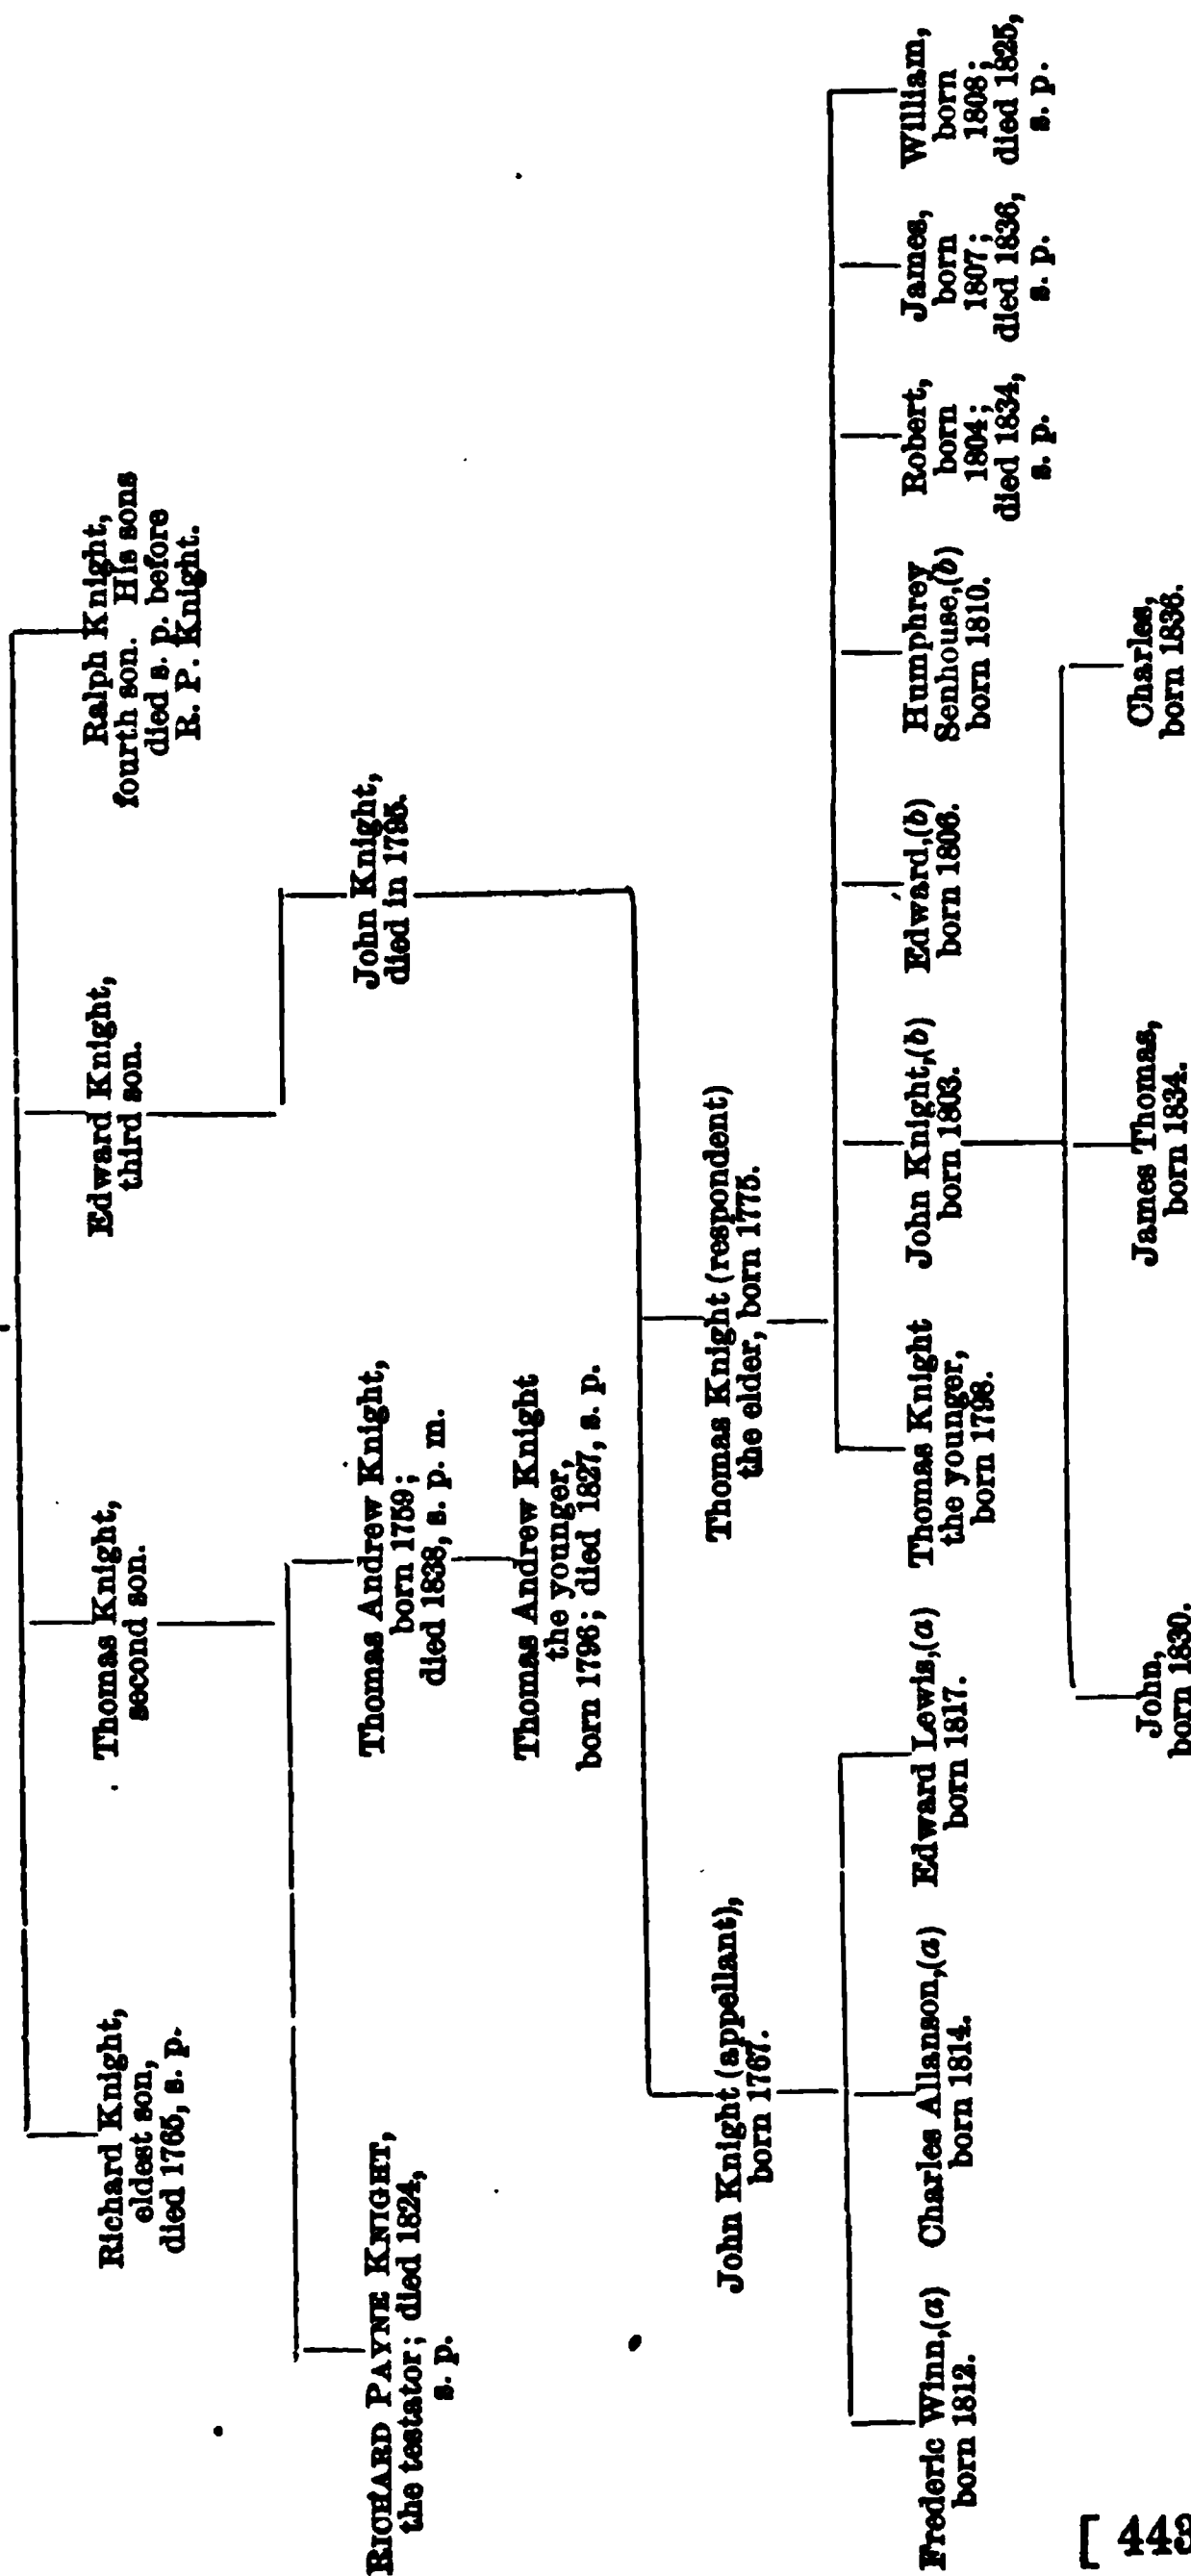 Richard Knight,
eldest son,
died 1765, s. p.
Thomas Knight,
second son.
Edward Knight,
third son.
Ralph Knight,
fourth son. His sons
died s. p. before
R. P. Knight.
RICHARD PAYNE KNIGHT,
the testator; died 1824,
s. p.
Thomas Andrew Knight,
born 1759;
died 1838, s. p. m.
John Knight,
died in 1795.
Thomas Andrew Knight
the younger,
born 1796; died 1827, s. p.
John Knight (appellant),
born 1767.
Thomas Knight (respondent)
the elder, born 1775.
Frederic Winn,(a)
born 1812.
Charles Allanson,(a)
born 1814.
Edward Lewis,(a)
born 1817.
Thomas Knight
the younger,
born 1798.
John Knight,(b)
born 1803.
Edward,(b)
born 1806.
Humphrey
Senhouse,(b)
born 1810.
Robert,
born
1804;
died 1834,
s. p.
James,
born
1807;
died 1836,
s. p.
William,
born
1808;
died 1825,
s. p.
John,
born 1830.
James Thomas,
born 1834.
Charles,
born 1836.
[ 443